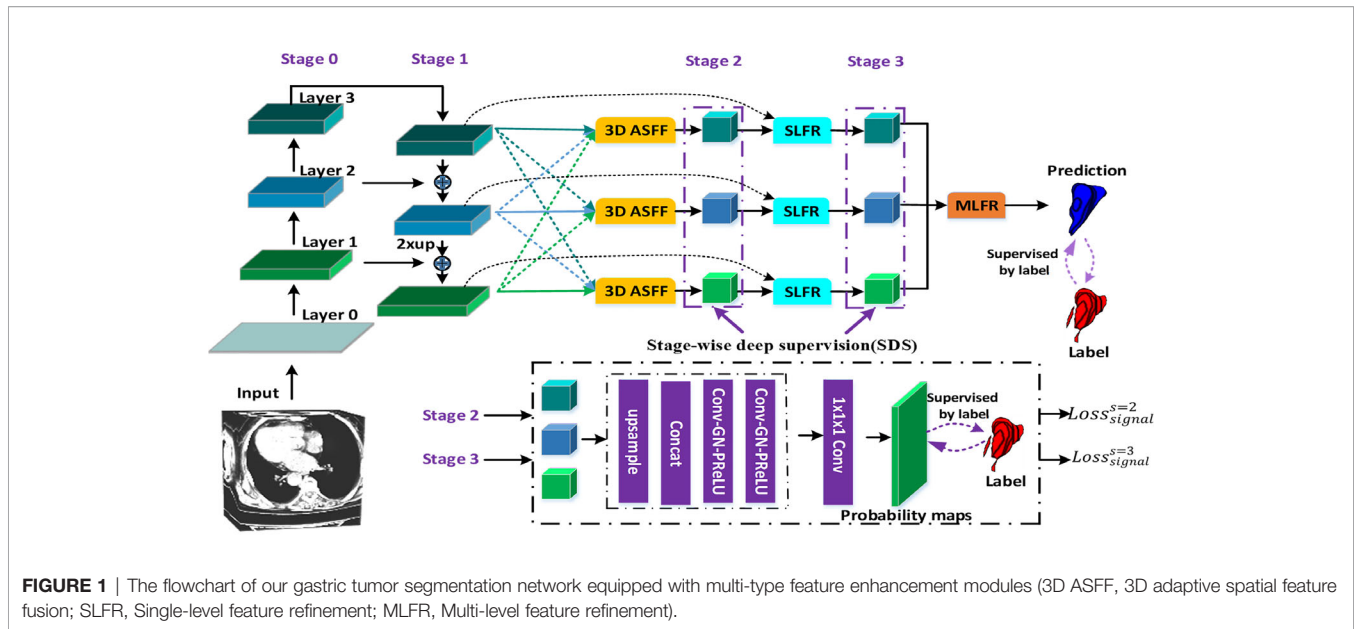 Stage 0
Stage 1
Stage 2
Stage 3
Layer 3
3D ASFF
SLFR
Layer 2
3D ASFF
SLFR
MLFR
Prediction
Layer 1
2xup
Supervised
by label
3D ASFF
SLFR
Layer 0
Label
Stage-wise deep supervision(SDS)
Input
Stage 2
Stage 3
upsample
Concat
Conv-GN-PReLU
Conv-GN-PReLU
1x1x1 Conv
Supervised
by label
Label
Probability maps
Loss_{signal}^{s=2}
Loss_{signal}^{s=3}
FIGURE 1 | The flowchart of our gastric tumor segmentation network equipped with multi-type feature enhancement modules (3D ASFF, 3D adaptive spatial feature
fusion; SLFR, Single-level feature refinement; MLFR, Multi-level feature refinement).